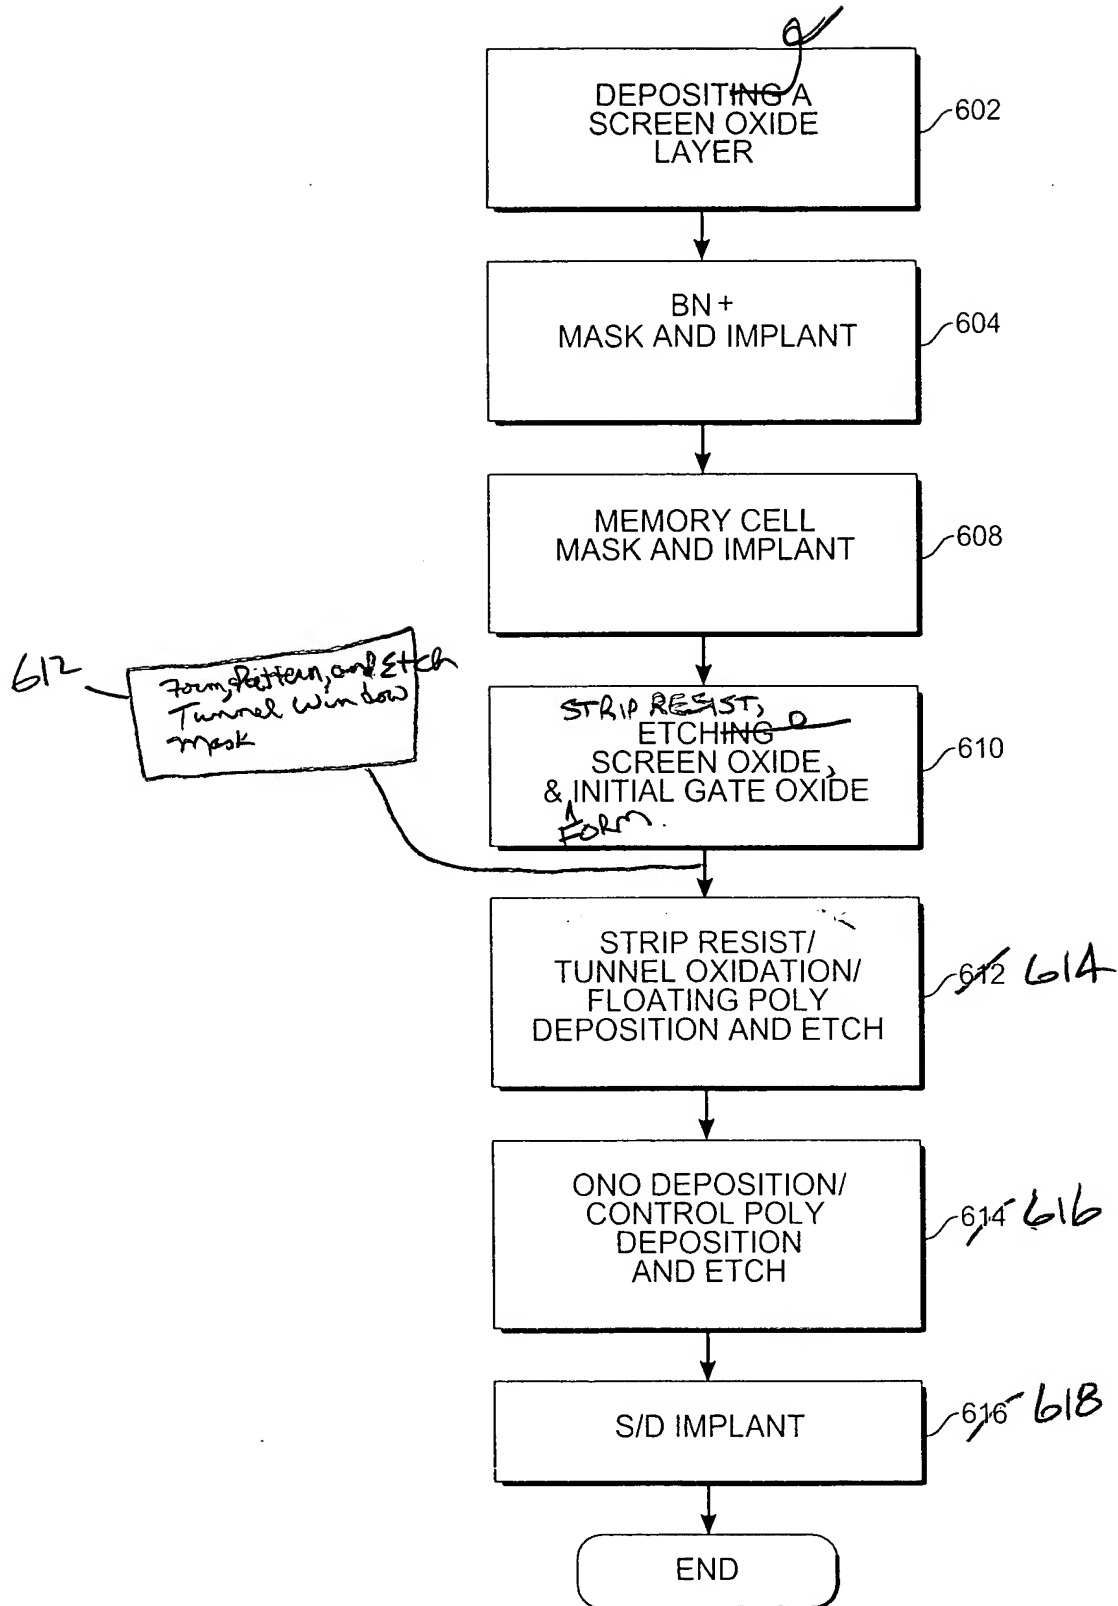 DEPOSITING A
SCREEN OXIDE
LAYER
602
BN+
MASK AND IMPLANT
604
MEMORY CELL
MASK AND IMPLANT
608
612
Form, Pattern, and Etch
Tunnel Window
Mask
STRIP RESIST,
ETCHING
SCREEN OXIDE,
& INITIAL GATE OXIDE
FORM
610
STRIP RESIST/
TUNNEL OXIDATION/
FLOATING POLY
DEPOSITION AND ETCH
612 614
ONO DEPOSITION/
CONTROL POLY
DEPOSITION
AND ETCH
614 616
S/D IMPLANT
616 618
END